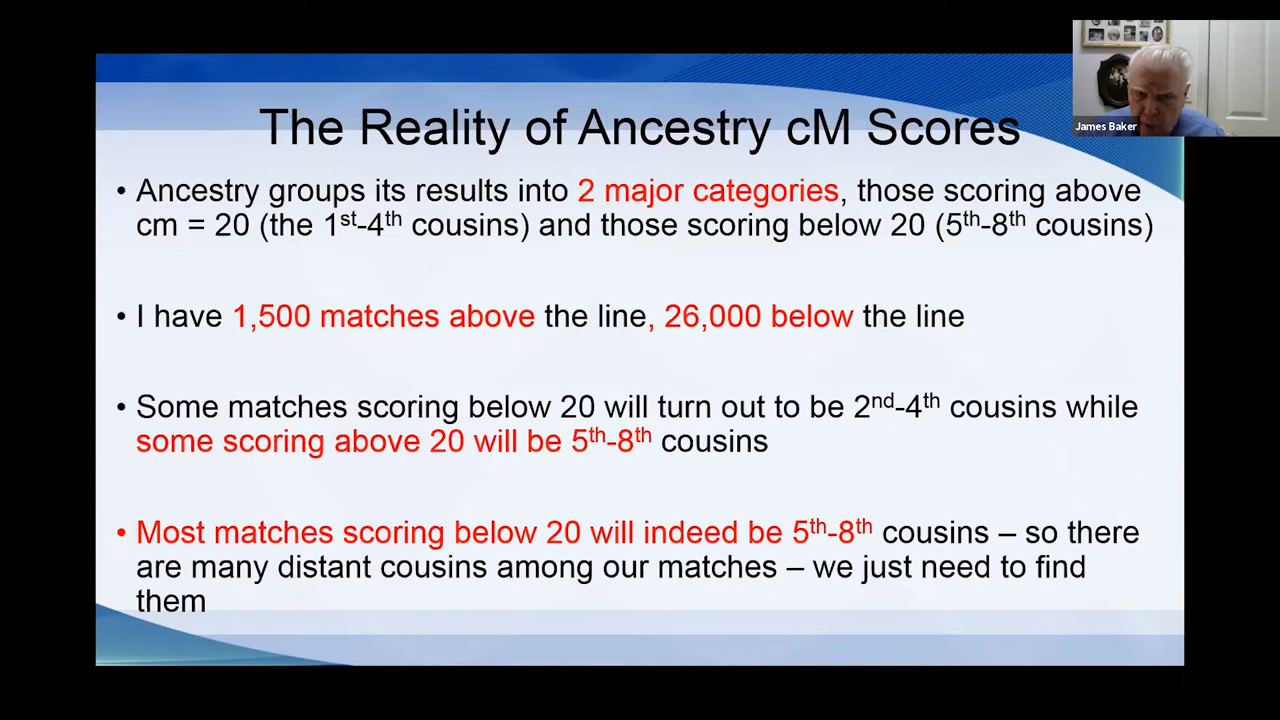 The Reality of Ancestry cM Scores
James Baker
• Ancestry groups its results into 2 major categories, those scoring above
cm = 20 (the 1st-4th cousins) and those scoring below 20 (5th-8th cousins)
• I have 1,500 matches above the line, 26,000 below the line
• Some matches scoring below 20 will turn out to be 2nd-4th cousins while
some scoring above 20 will be 5th-8th cousins
• Most matches scoring below 20 will indeed be 5th-8th cousins – so there
are many distant cousins among our matches – we just need to find
them